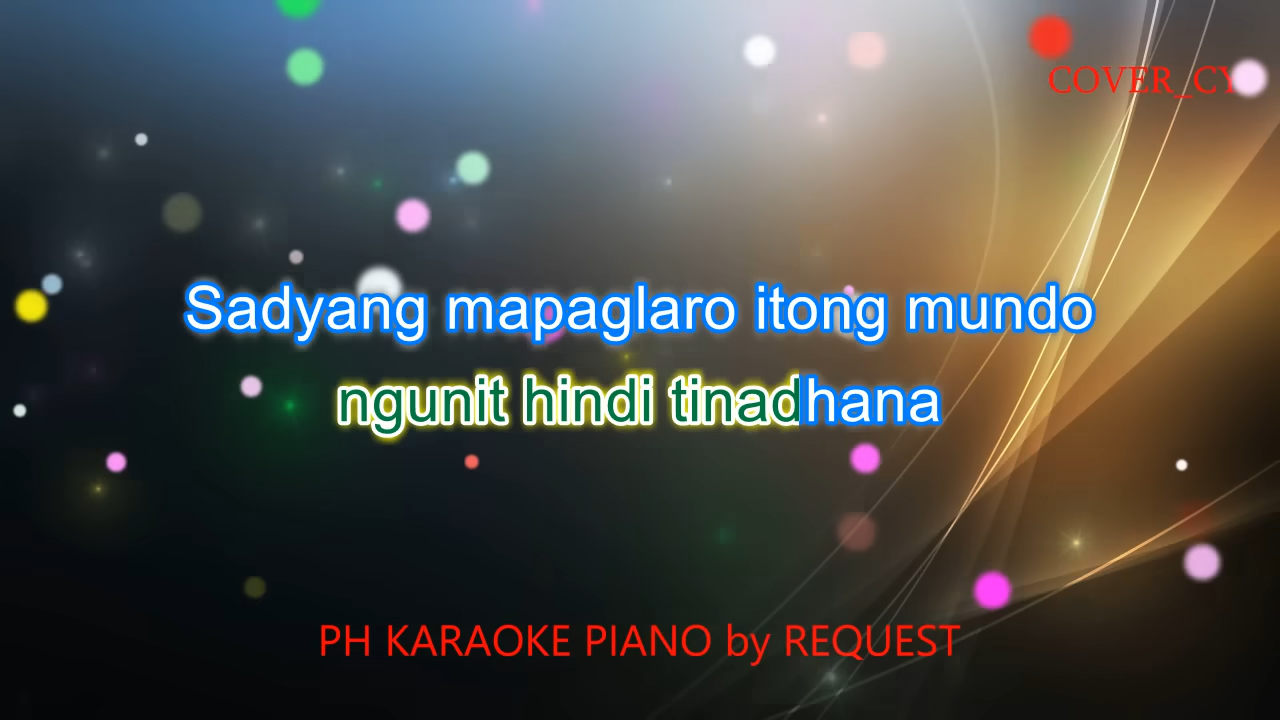 COVER_CY
Sadyang mapaglaro itong mundo
ngunit hindi tinadhana
PH KARAOKE PIANO by REQUEST